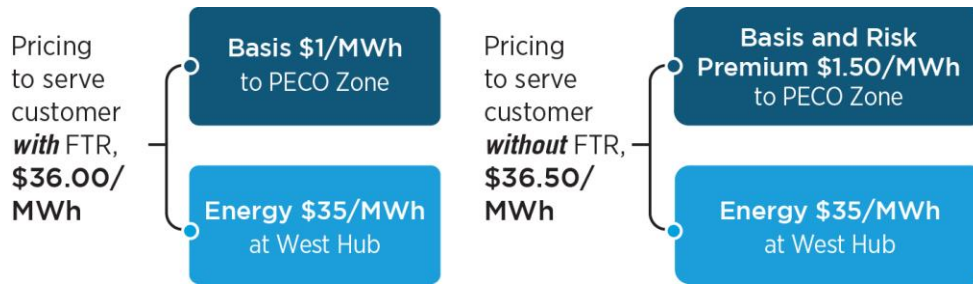 Pricing
to serve
customer
with FTR,
$36.00/
MWh
Basis $1/MWh
to PECO Zone
Energy $35/MWh
at West Hub
Pricing
to serve
customer
without FTR,
$36.50/
MWh
Basis and Risk
Premium $1.50/MWh
to PECO Zone
Energy $35/MWh
at West Hub